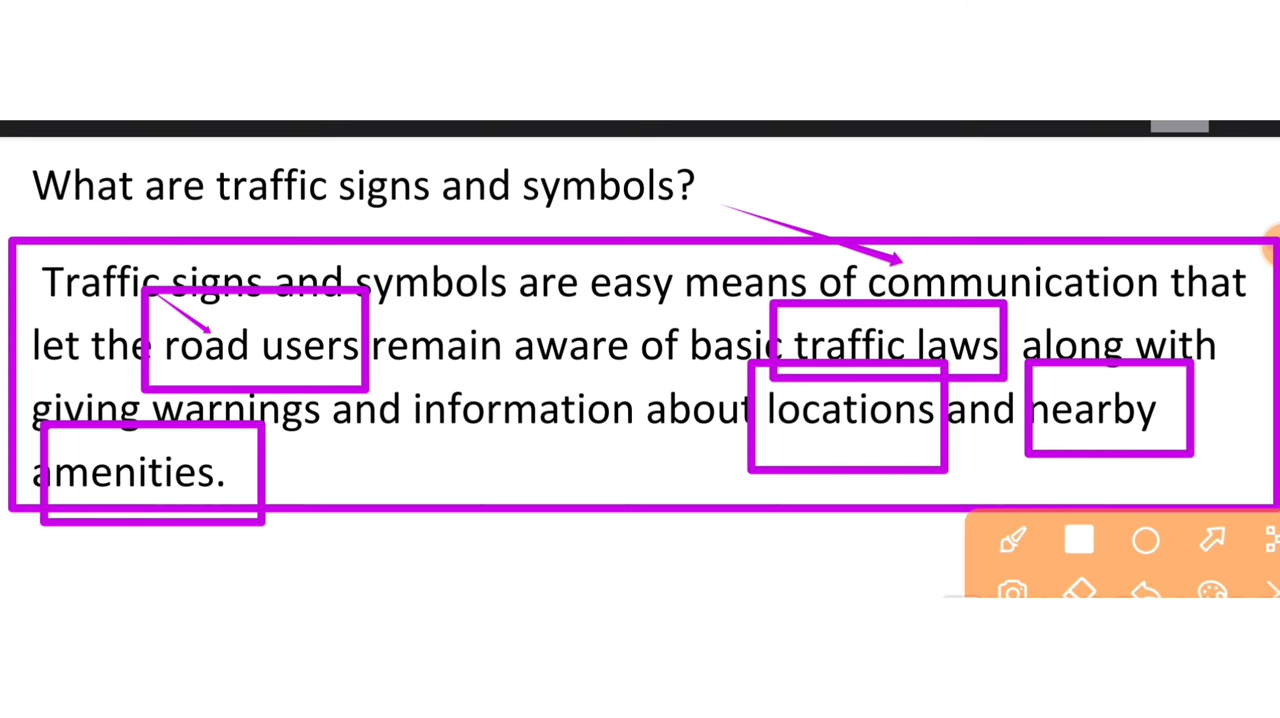 What are traffic signs and symbols?
Traffic signs and symbols are easy means of communication that
let the road users remain aware of basic traffic laws along with
giving warnings and information about locations and nearby
amenities.